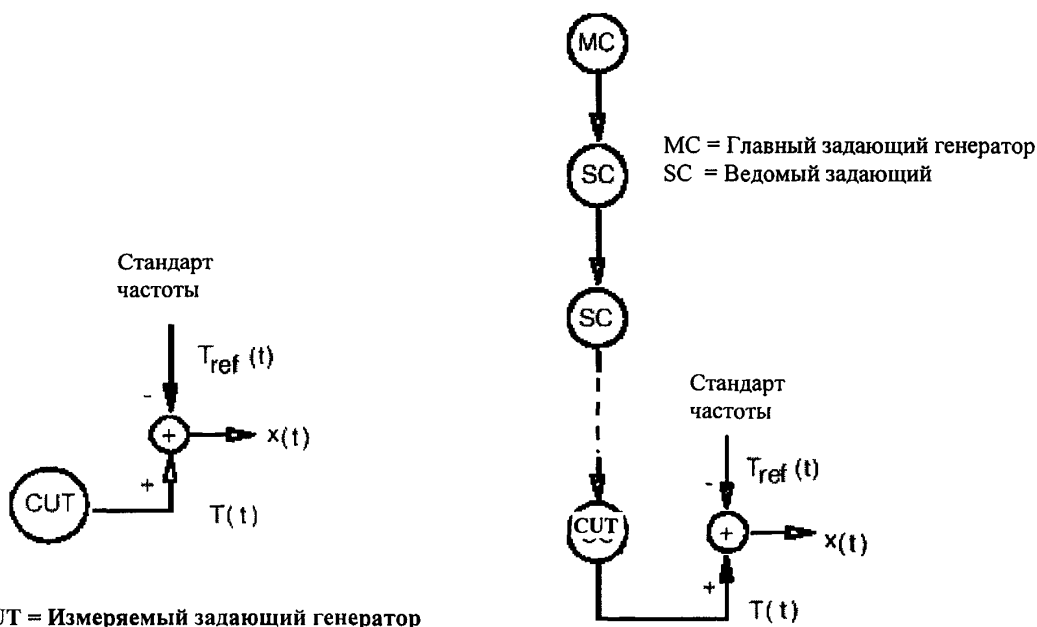 MC
SC
MC = Главный задающий генератор
SC = Ведомый задающий
SC
Стандарт
частоты
T_ref (t)
-
+
x(t)
CUT
+
T(t)
Стандарт
частоты
T_ref (t)
-
CUT
+
x(t)
+
T(t)
UT = Измеряемый задающий генератор